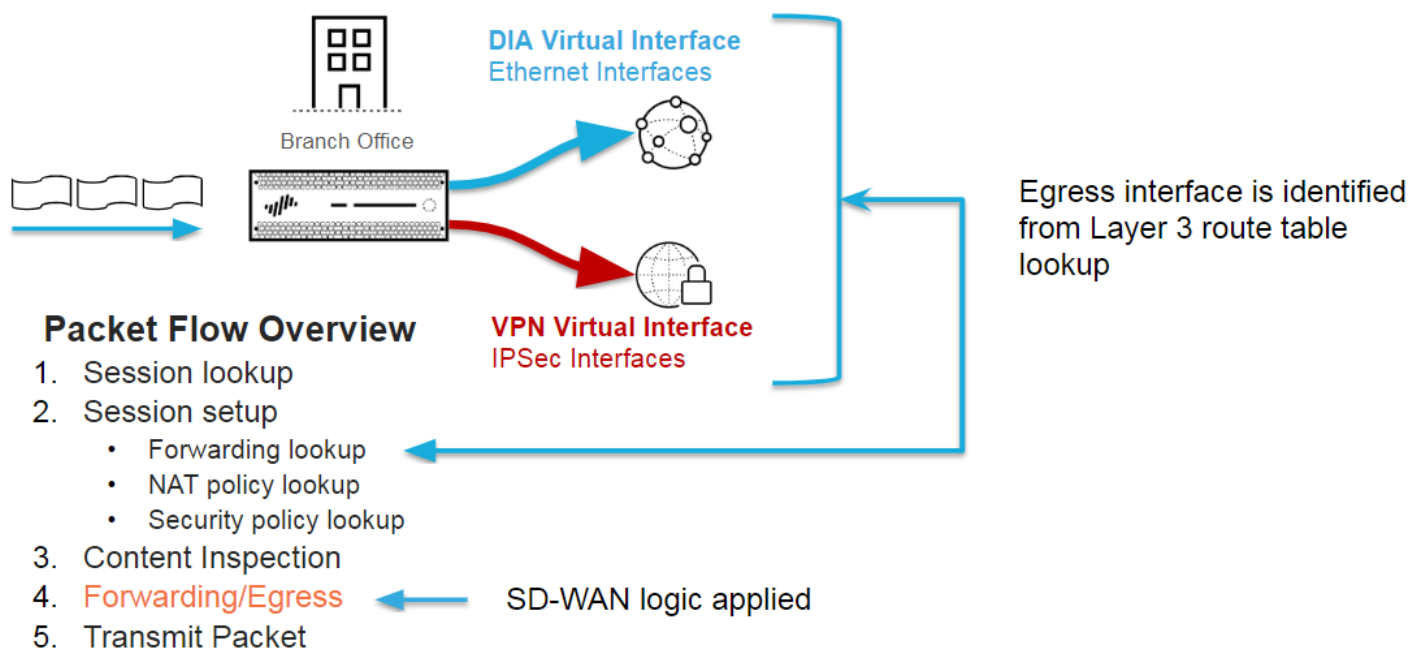 DIA Virtual Interface
Ethernet Interfaces
Branch Office
Egress interface is identified
from Layer 3 route table
lookup
VPN Virtual Interface
IPSec Interfaces
Packet Flow Overview
1. Session lookup
2. Session setup
• Forwarding lookup
• NAT policy lookup
• Security policy lookup
3. Content Inspection
4. Forwarding/Egress
SD-WAN logic applied
5. Transmit Packet